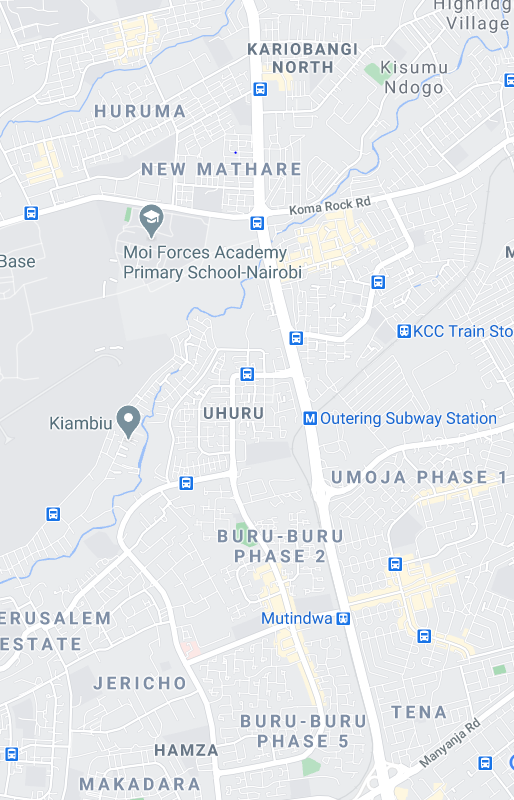 Highridg
Village
KARIOBANGI
NORTH
Kisumu
Ndogo
HURUMA
NEW MATHARE
Koma Rock Rd
Moi Forces Academy
Primary School-Nairobi
Base
M
KCC Train Sto
Kiambiu
UHURU
M Outering Subway Station
UMOJA PHASE 1
BURU-BURU
PHASE 2
Mutindwa
ERUSALEM
ESTATE
JERICHO
BURU-BURU
PHASE 5
TENA
Manyanja Rd
HAMZA
MAKADARA